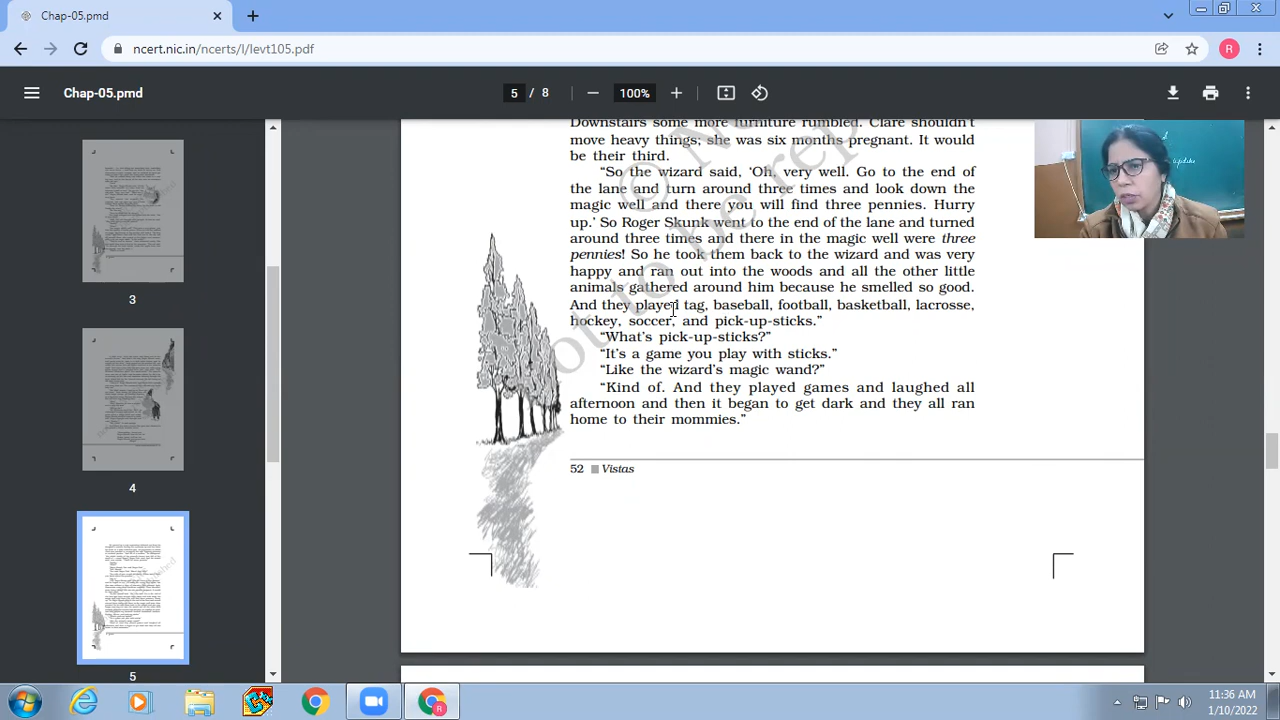 Chap-05.pmd
ncert.nic.in/ncerts/l/levt105.pdf
R
Chap-05.pmd
5 / 8
100%
Downstairs some more furniture rumbled. Clare shouldn't
move heavy things; she was six months pregnant. It would
be their third.
“So the wizard said, ‘Oh, very well. Go to the end of
the lane and turn around three times and look down the
magic well and there you will find three pennies. Hurry
up.’ So Roger Skunk went to the end of the lane and turned
around three times and there in the magic well were three
pennies! So he took them back to the wizard and was very
happy and ran out into the woods and all the other little
animals gathered around him because he smelled so good.
And they played tag, baseball, football, basketball, lacrosse,
hockey, soccer, and pick-up-sticks.”
“What’s pick-up-sticks?”
“It’s a game you play with sticks.”
“Like the wizard’s magic wand?”
“Kind of. And they played games and laughed all
afternoon and then it began to get dark and they all ran
home to their mommies.”
52 Vistas
not to be rep
© N
3
4
5
R
11:36 AM
1/10/2022